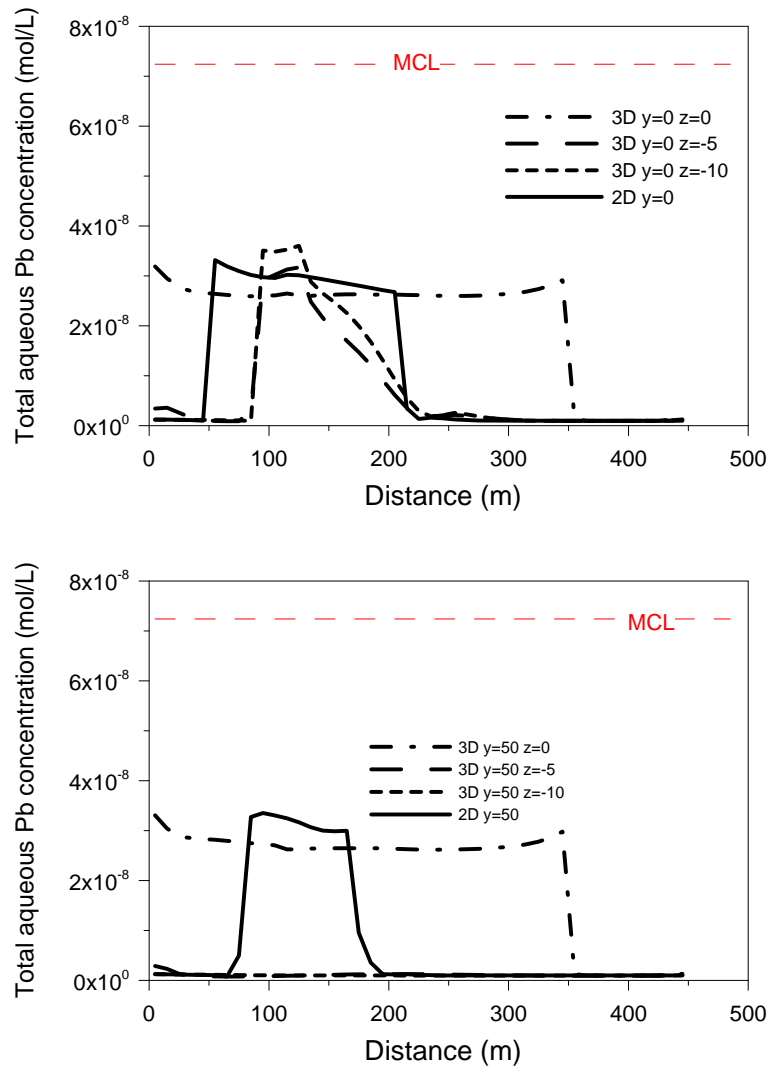 Total aqueous Pb concentration (mol/L)
8x10⁻⁸
6x10⁻⁸
4x10⁻⁸
2x10⁻⁸
0x10⁰
MCL
3D y=0 z=0
3D y=0 z=-5
3D y=0 z=-10
2D y=0
0 100 200 300 400 500
Distance (m)
Total aqueous Pb concentration (mol/L)
8x10⁻⁸
6x10⁻⁸
4x10⁻⁸
2x10⁻⁸
0x10⁰
MCL
3D y=50 z=0
3D y=50 z=-5
3D y=50 z=-10
2D y=50
0 100 200 300 400 500
Distance (m)